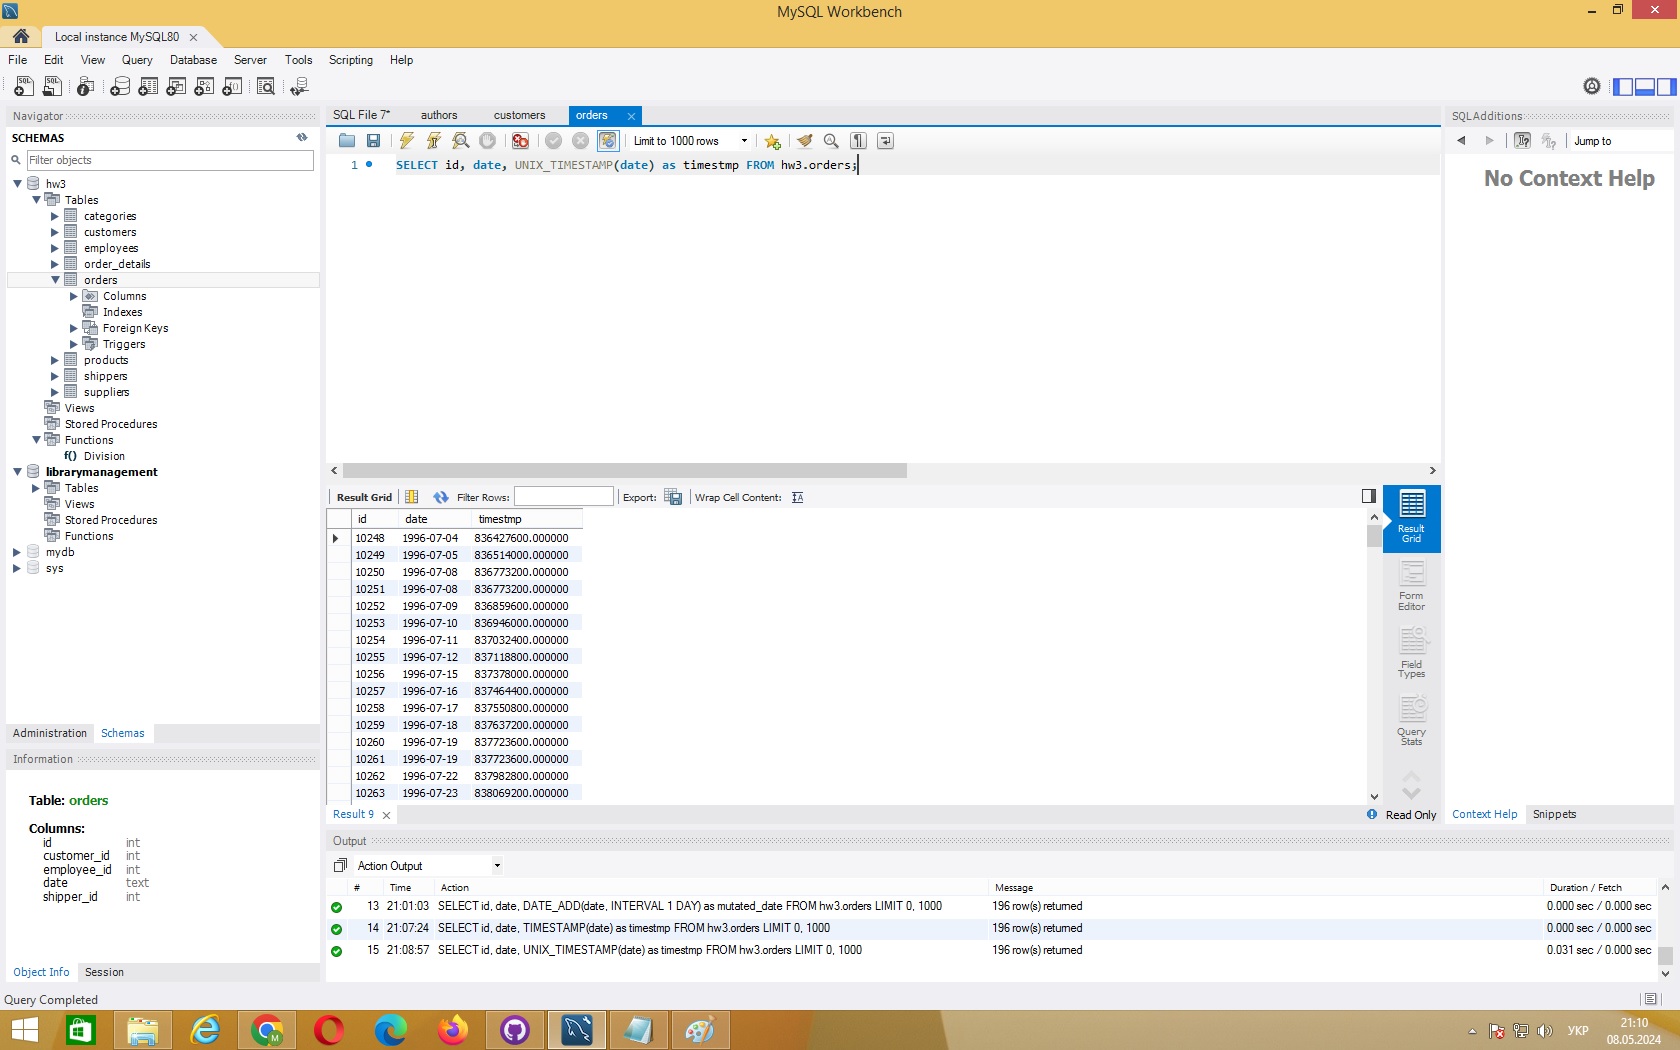 MySQL Workbench
Local instance MySQL80
File Edit View Query Database Server Tools Scripting Help
Navigator
SCHEMAS
Filter objects
hw3
Tables
categories
customers
employees
order_details
orders
Columns
Indexes
Foreign Keys
Triggers
products
shippers
suppliers
Views
Stored Procedures
Functions
f() Division
librarymanagement
Tables
Views
Stored Procedures
Functions
mydb
sys
Administration Schemas
Information
Table: orders
Columns:
id int
customer_id int
employee_id int
date text
shipper_id int
Object Info Session
SQL File 7* authors customers orders
Limit to 1000 rows
1 SELECT id, date, UNIX_TIMESTAMP(date) as timestmp FROM hw3.orders;
Result Grid Filter Rows: Export: Wrap Cell Content:
id date timestmp
10248 1996-07-04 836427600.000000
10249 1996-07-05 836514000.000000
10250 1996-07-08 836773200.000000
10251 1996-07-08 836773200.000000
10252 1996-07-09 836859600.000000
10253 1996-07-10 836946000.000000
10254 1996-07-11 837032400.000000
10255 1996-07-12 837118800.000000
10256 1996-07-15 837378000.000000
10257 1996-07-16 837464400.000000
10258 1996-07-17 837550800.000000
10259 1996-07-18 837637200.000000
10260 1996-07-19 837723600.000000
10261 1996-07-19 837723600.000000
10262 1996-07-22 837982800.000000
10263 1996-07-23 838069200.000000
Result
Grid
Form
Editor
Field
Types
Query
Stats
Result 9 Read Only
SQLAdditions
Jump to
No Context Help
Context Help Snippets
Output
Action Output
# Time Action Message Duration / Fetch
13 21:01:03 SELECT id, date, DATE_ADD(date, INTERVAL 1 DAY) as mutated_date FROM hw3.orders LIMIT 0, 1000 196 row(s) returned 0.000 sec / 0.000 sec
14 21:07:24 SELECT id, date, TIMESTAMP(date) as timestmp FROM hw3.orders LIMIT 0, 1000 196 row(s) returned 0.000 sec / 0.000 sec
15 21:08:57 SELECT id, date, UNIX_TIMESTAMP(date) as timestmp FROM hw3.orders LIMIT 0, 1000 196 row(s) returned 0.031 sec / 0.000 sec
Query Completed
УКР
21:10
08.05.2024